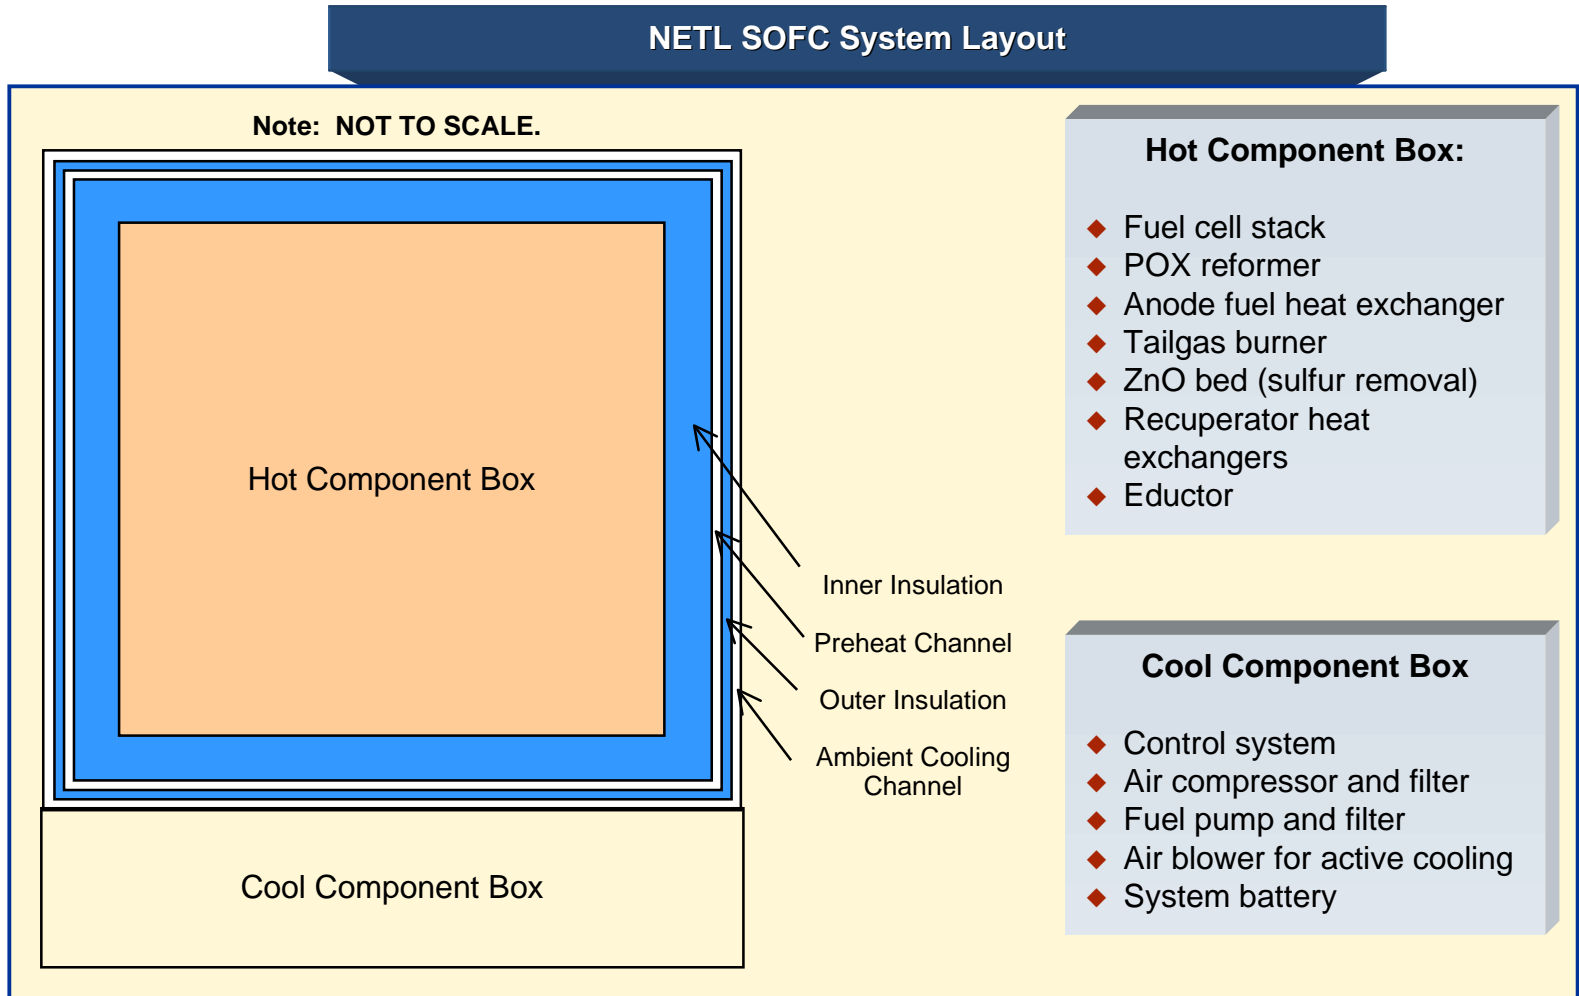 NETL SOFC System Layout
Note:  NOT TO SCALE.
Hot Component Box
Inner Insulation
Preheat Channel
Outer Insulation
Ambient Cooling
Channel
Cool Component Box
Hot Component Box:
Fuel cell stack
POX reformer
Anode fuel heat exchanger
Tailgas burner
ZnO bed (sulfur removal)
Recuperator heat
exchangers
Eductor
Cool Component Box
Control system
Air compressor and filter
Fuel pump and filter
Air blower for active cooling
System battery